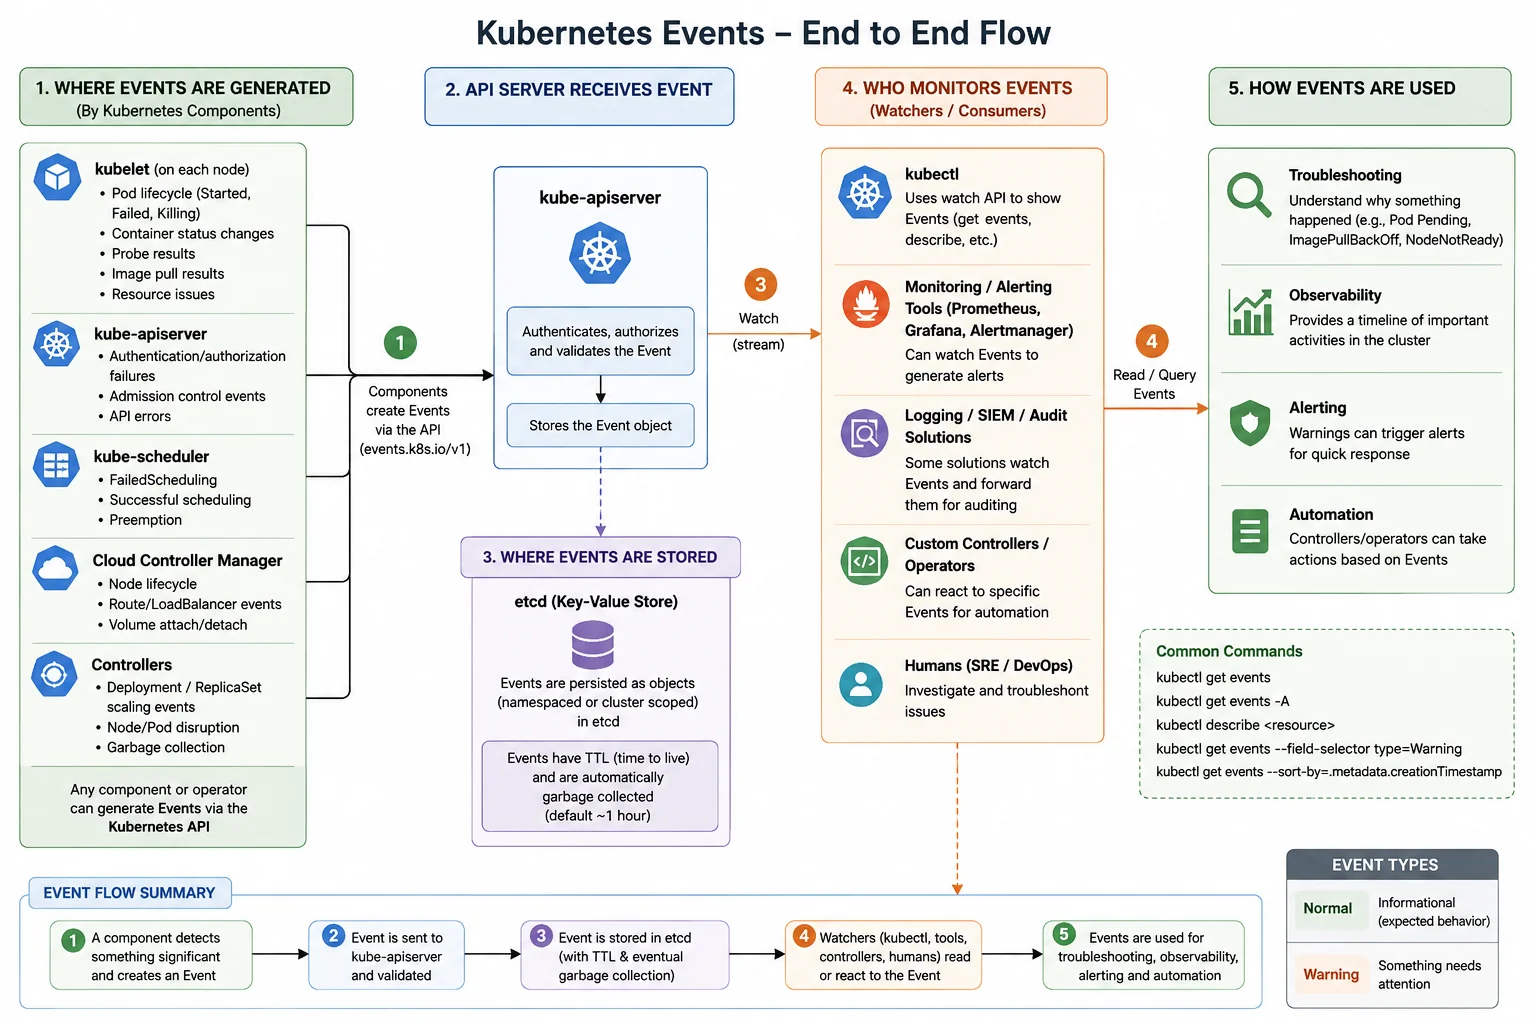 Kubernetes Events – End to End Flow
1. WHERE EVENTS ARE GENERATED
(By Kubernetes Components)
kubelet (on each node)
• Pod lifecycle (Started,
Failed, Killing)
• Container status changes
• Probe results
• Image pull results
• Resource issues
kube-apiserver
• Authentication/authorization
failures
• Admission control events
• API errors
kube-scheduler
• FailedScheduling
• Successful scheduling
• Preemption
Cloud Controller Manager
• Node lifecycle
• Route/LoadBalancer events
• Volume attach/detach
Controllers
• Deployment / ReplicaSet
scaling events
• Node/Pod disruption
• Garbage collection
Any component or operator
can generate Events via the
Kubernetes API
1
Components
create Events
via the API
(events.k8s.io/v1)
2. API SERVER RECEIVES EVENT
kube-apiserver
Authenticates, authorizes
and validates the Event
Stores the Event object
3. WHERE EVENTS ARE STORED
etcd (Key-Value Store)
Events are persisted as objects
(namespaced or cluster scoped)
in etcd
Events have TTL (time to live)
and are automatically
garbage collected
(default ~1 hour)
3
Watch
(stream)
4. WHO MONITORS EVENTS
(Watchers / Consumers)
kubectl
Uses watch API to show
Events (get events,
describe, etc.)
Monitoring / Alerting
Tools (Prometheus,
Grafana, Alertmanager)
Can watch Events to
generate alerts
Logging / SIEM / Audit
Solutions
Some solutions watch
Events and forward
them for auditing
Custom Controllers /
Operators
Can react to specific
Events for automation
Humans (SRE / DevOps)
Investigate and troubleshont
issues
4
Read / Query
Events
5. HOW EVENTS ARE USED
Troubleshooting
Understand why something
happened (e.g., Pod Pending,
ImagePullBackOff, NodeNotReady)
Observability
Provides a timeline of important
activities in the cluster
Alerting
Warnings can trigger alerts
for quick response
Automation
Controllers/operators can take
actions based on Events
Common Commands
kubectl get events
kubectl get events -A
kubectl describe <resource>
kubectl get events --field-selector type=Warning
kubectl get events --sort-by=.metadata.creationTimestamp
EVENT FLOW SUMMARY
1 A component detects
something significant
and creates an Event
2 Event is sent to
kube-apiserver
and validated
3 Event is stored in etcd
(with TTL & eventual
garbage collection)
4 Watchers (kubectl, tools,
controllers, humans) read
or react to the Event
5 Events are used for
troubleshooting, observability,
alerting and automation
EVENT TYPES
Normal
Informational
(expected behavior)
Warning
Something needs
attention